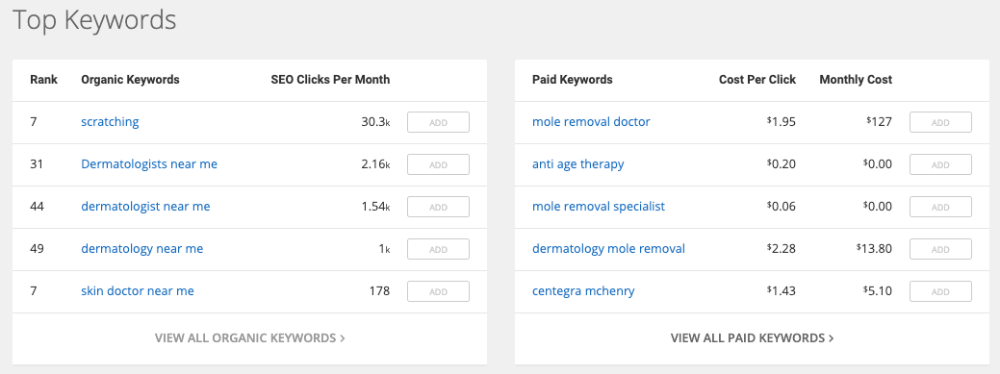 Top Keywords
Rank Organic Keywords SEO Clicks Per Month
7 scratching 30.3k ADD
31 Dermatologists near me 2.16k ADD
44 dermatologist near me 1.54k ADD
49 dermatology near me 1k ADD
7 skin doctor near me 178 ADD
VIEW ALL ORGANIC KEYWORDS >
Paid Keywords Cost Per Click Monthly Cost
mole removal doctor $1.95 $127 ADD
anti age therapy $0.20 $0.00 ADD
mole removal specialist $0.06 $0.00 ADD
dermatology mole removal $2.28 $13.80 ADD
centegra mchenry $1.43 $5.10 ADD
VIEW ALL PAID KEYWORDS >